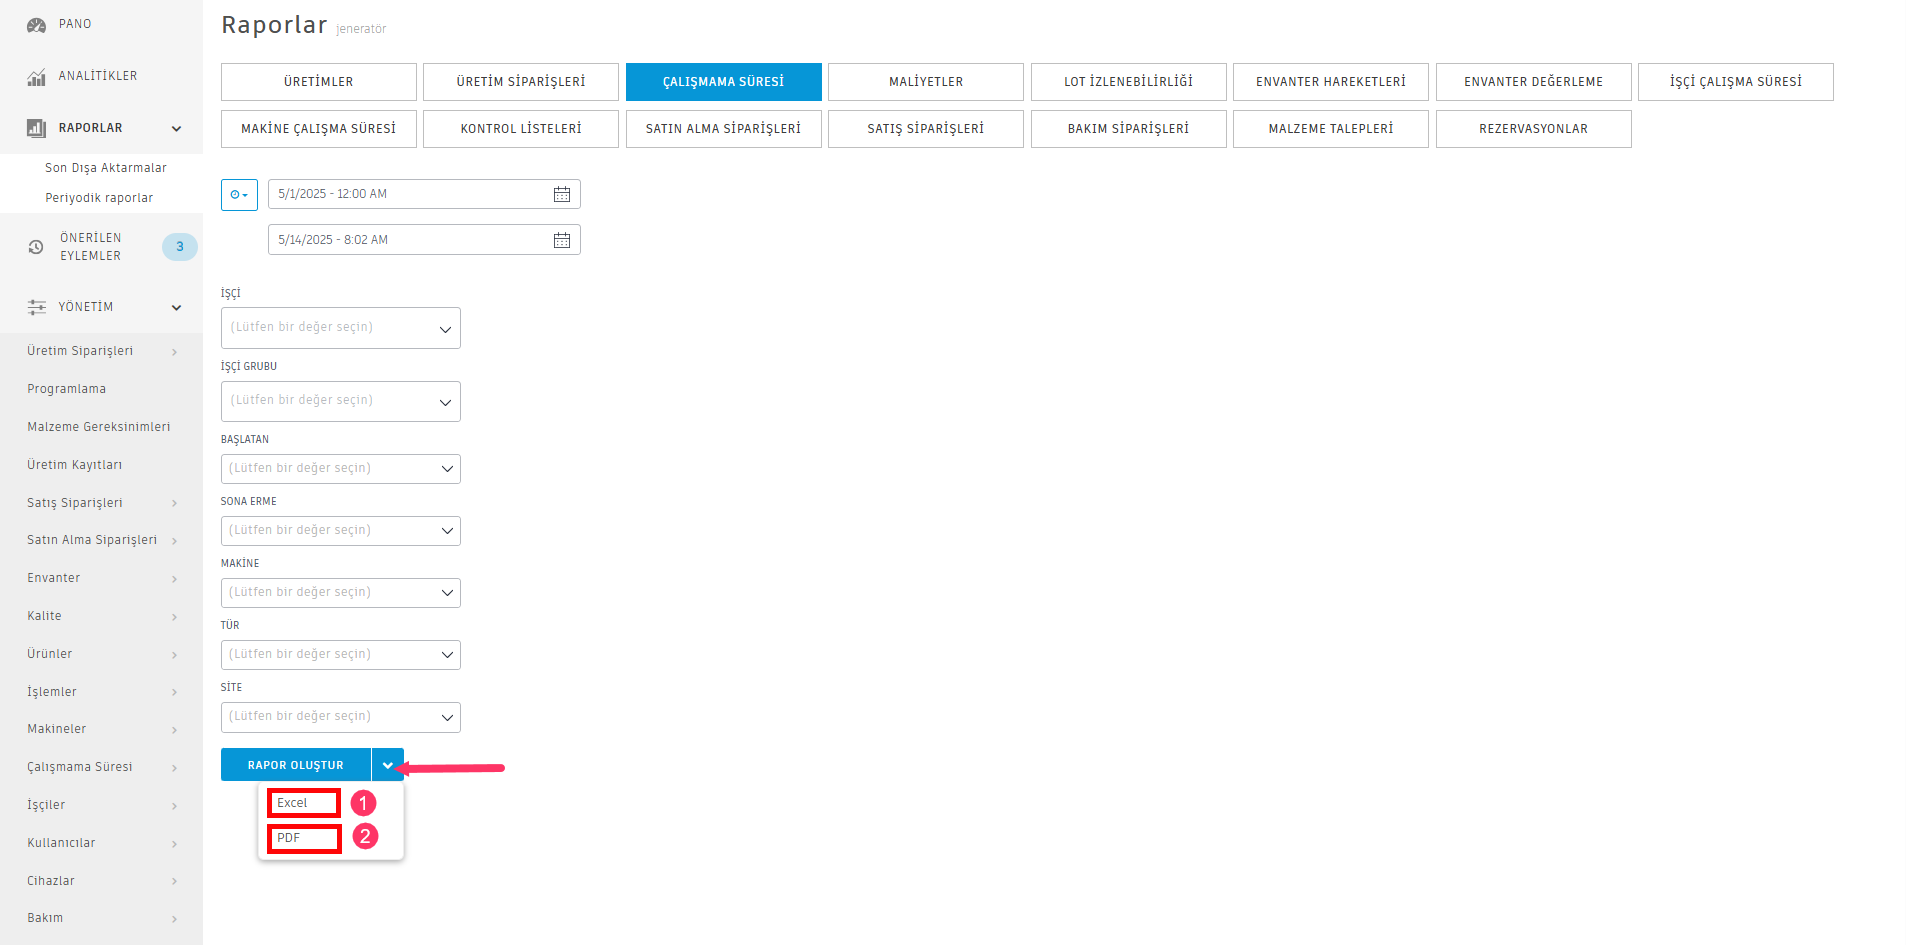 PANO
ANALİTİKLER
RAPORLAR
Son Dışa Aktarmalar
Periyodik raporlar
ÖNERİLEN
EYLEMLER
3
YÖNETİM
Üretim Siparişleri
Programlama
Malzeme Gereksinimleri
Üretim Kayıtları
Satış Siparişleri
Satın Alma Siparişleri
Envanter
Kalite
Ürünler
İşlemler
Makineler
Çalışmama Süresi
İşçiler
Kullanıcılar
Cihazlar
Bakım
Raporlar jeneratör
ÜRETİMLER
ÜRETİM SİPARİŞLERİ
ÇALIŞMAMA SÜRESİ
MALİYETLER
LOT İZLENEBİLİRLİĞİ
ENVANTER HAREKETLERİ
ENVANTER DEĞERLEME
İŞÇİ ÇALIŞMA SÜRESİ
MAKİNE ÇALIŞMA SÜRESİ
KONTROL LİSTELERİ
SATIN ALMA SİPARİŞLERİ
SATIŞ SİPARİŞLERİ
BAKIM SİPARİŞLERİ
MALZEME TALEPLERİ
REZERVASYONLAR
5/1/2025 - 12:00 AM
5/14/2025 - 8:02 AM
İŞÇİ
(Lütfen bir değer seçin)
İŞÇİ GRUBU
(Lütfen bir değer seçin)
BAŞLATAN
(Lütfen bir değer seçin)
SONA ERME
(Lütfen bir değer seçin)
MAKİNE
(Lütfen bir değer seçin)
TÜR
(Lütfen bir değer seçin)
SİTE
(Lütfen bir değer seçin)
RAPOR OLUŞTUR
Excel 1
PDF 2